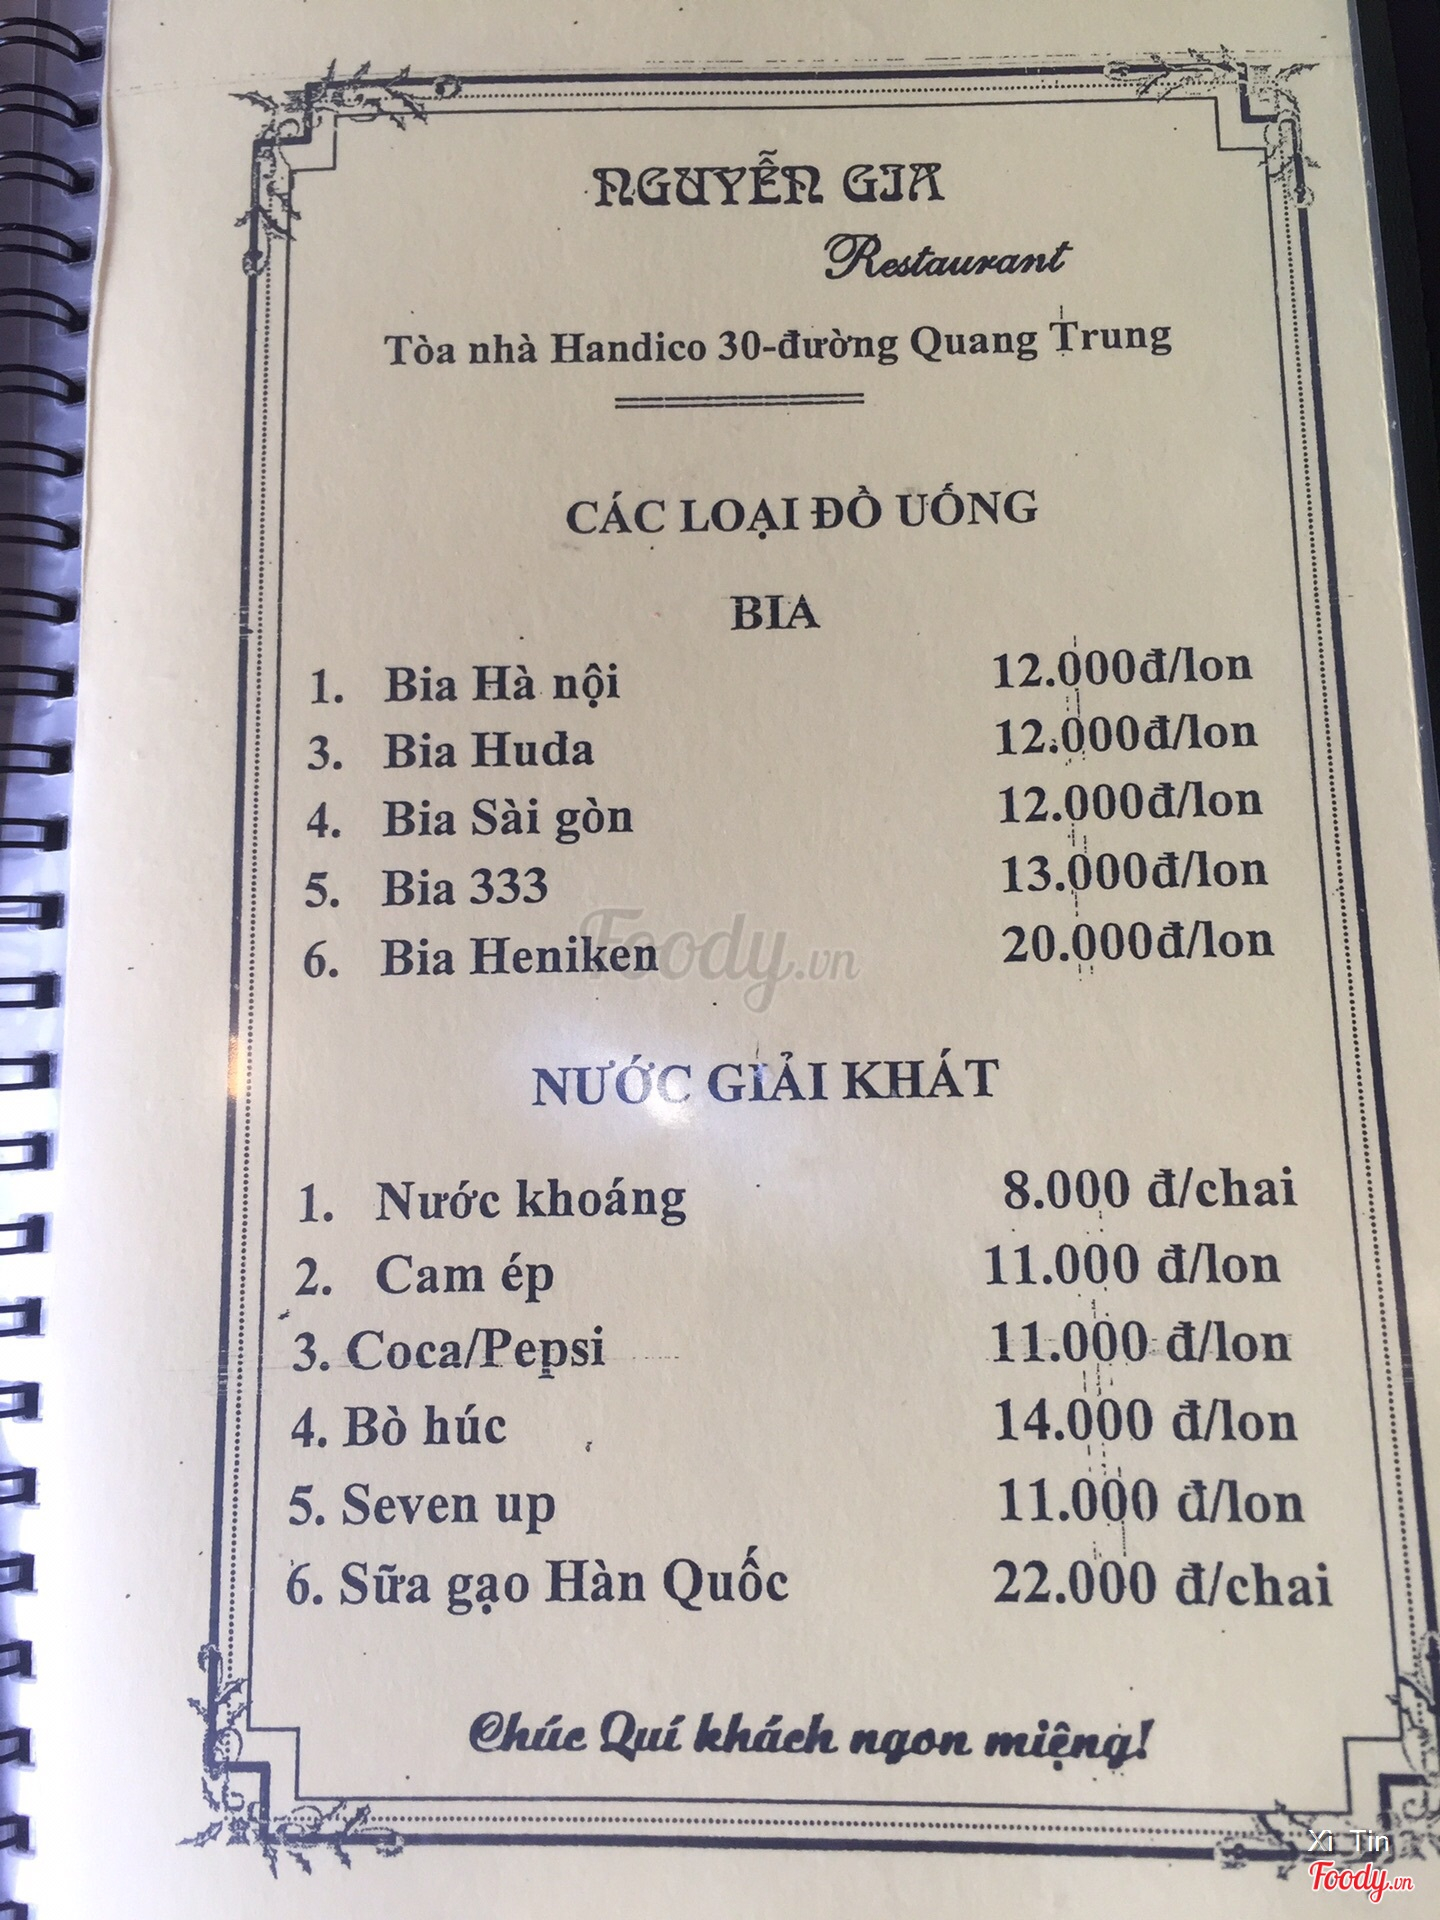 NGUYỄN GIA
Restaurant
Tòa nhà Handico 30-đường Quang Trung
CÁC LOẠI ĐỒ UỐNG
BIA
1. Bia Hà nội 12.000đ/lon
3. Bia Huda 12.000đ/lon
4. Bia Sài gòn 12.000đ/lon
5. Bia 333 13.000đ/lon
6. Bia Heniken 20.000đ/lon
Foody.vn
NƯỚC GIẢI KHÁT
1. Nước khoáng 8.000 đ/chai
2. Cam ép 11.000 đ/lon
3. Coca/Pepsi 11.000 đ/lon
4. Bò húc 14.000 đ/lon
5. Seven up 11.000 đ/lon
6. Sữa gạo Hàn Quốc 22.000 đ/chai
Chúc Quí khách ngon miệng!
Xì Tin
Foody.vn